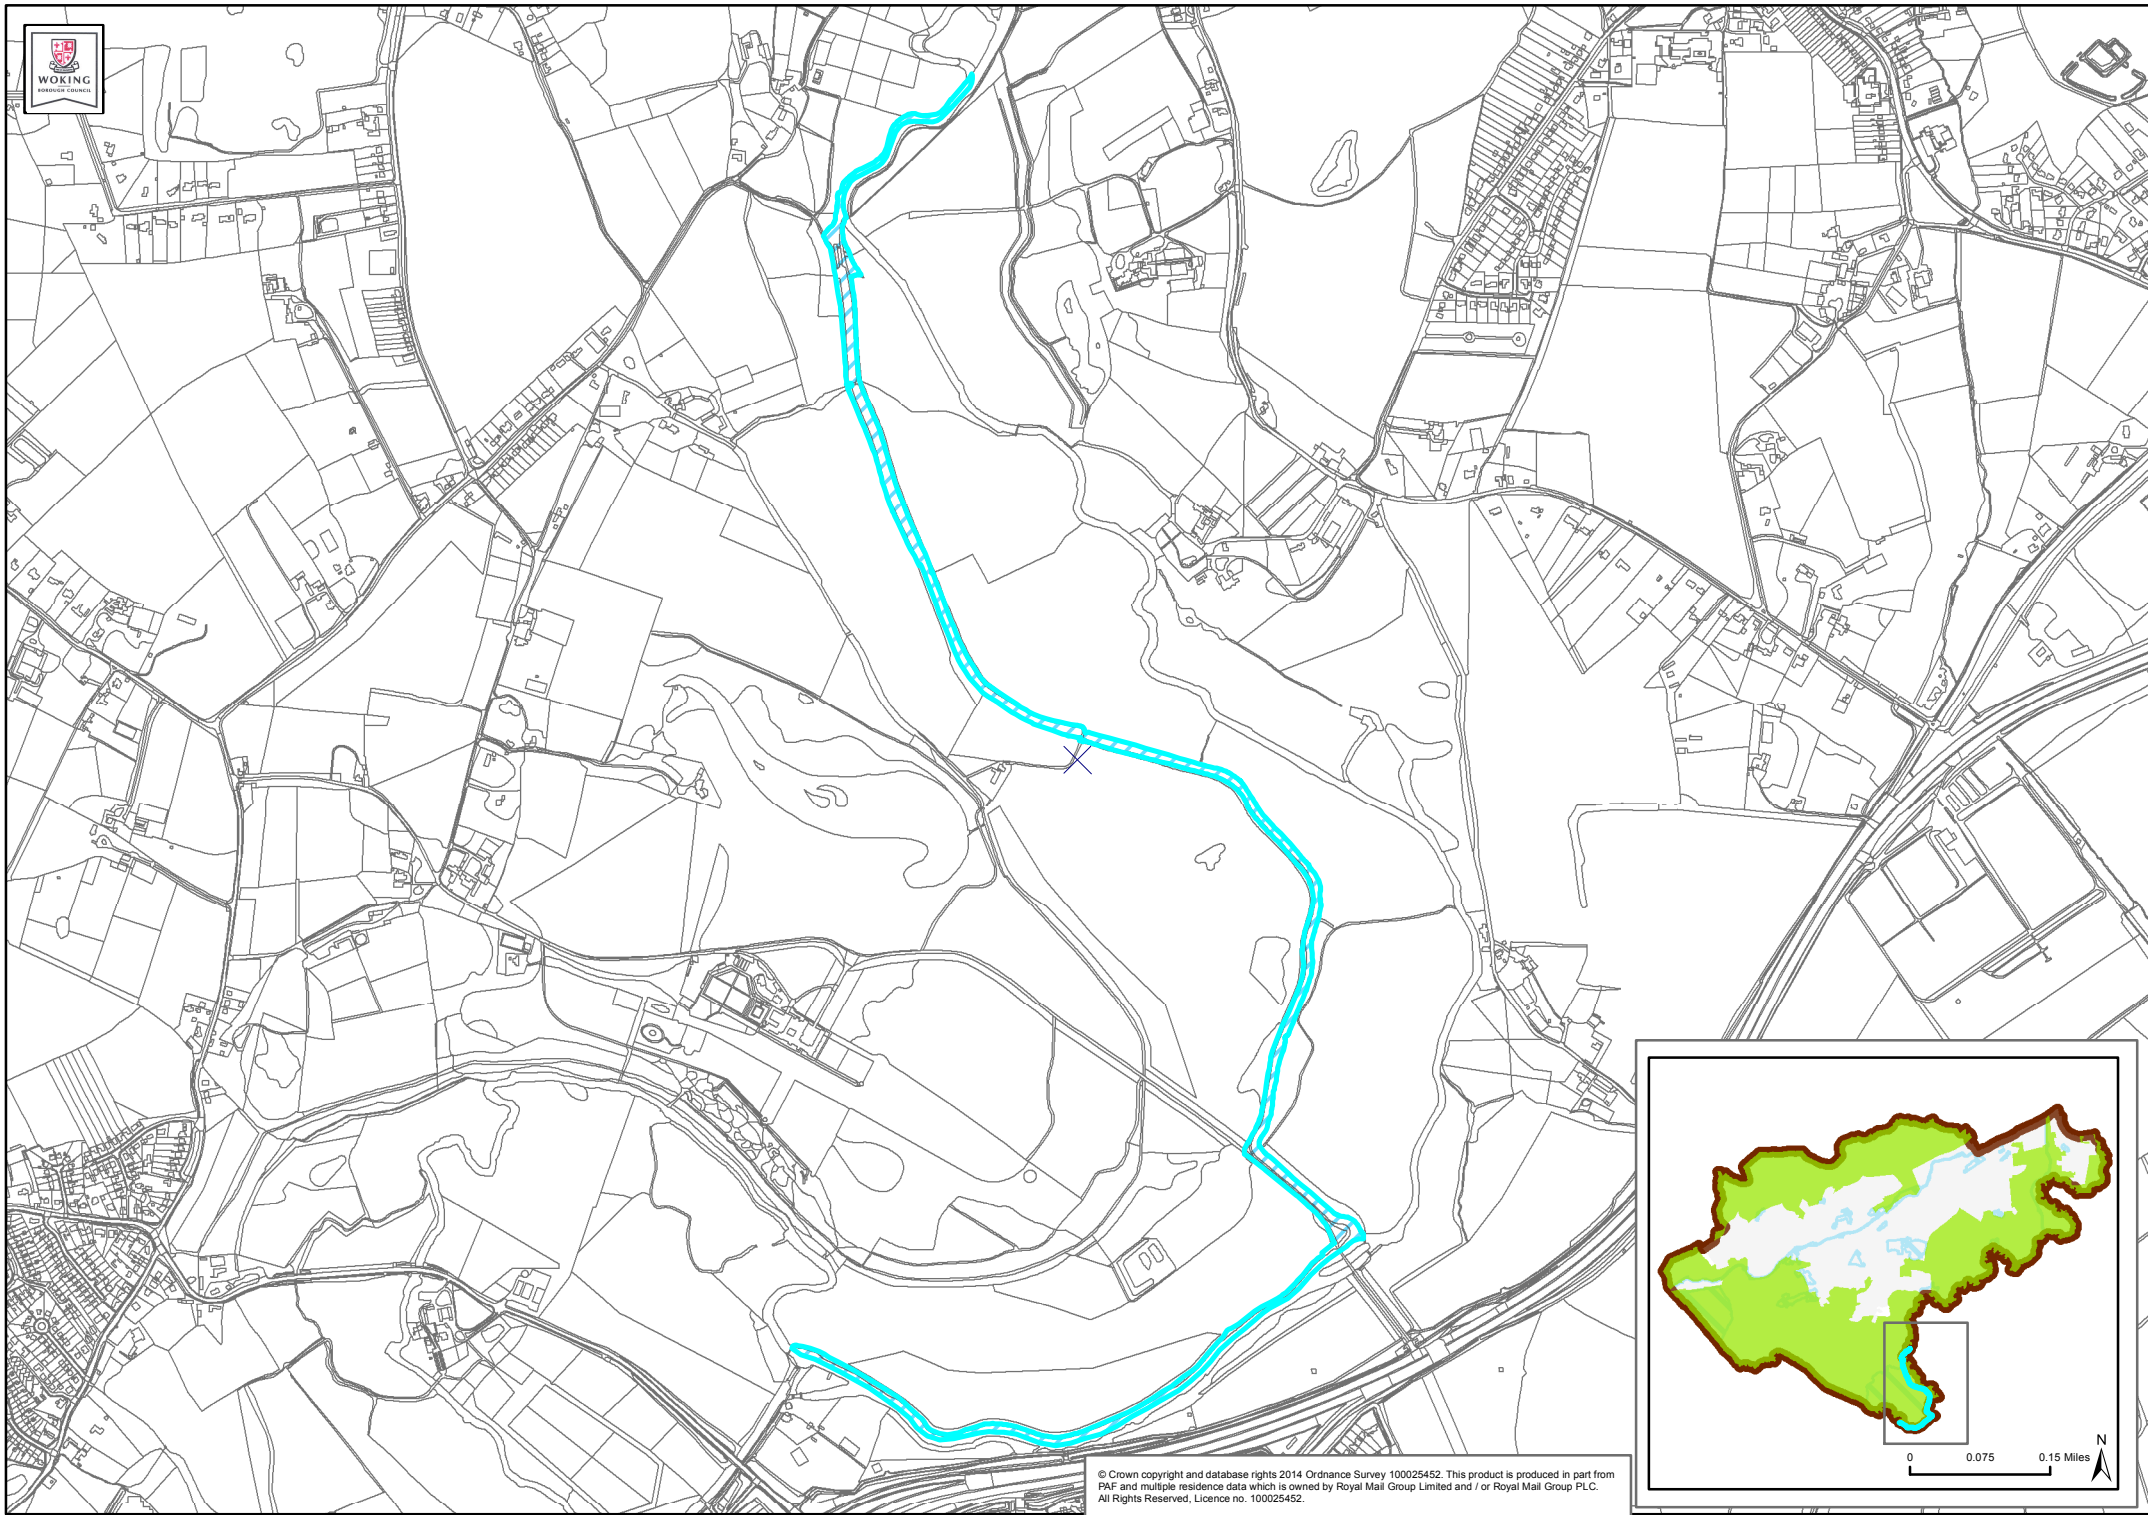 WOKING
BOROUGH COUNCIL
N
0 0.075 0.15 Miles
© Crown copyright and database rights 2014 Ordnance Survey 100025452. This product is produced in part from
PAF and multiple residence data which is owned by Royal Mail Group Limited and / or Royal Mail Group PLC.
All Rights Reserved, Licence no. 100025452.